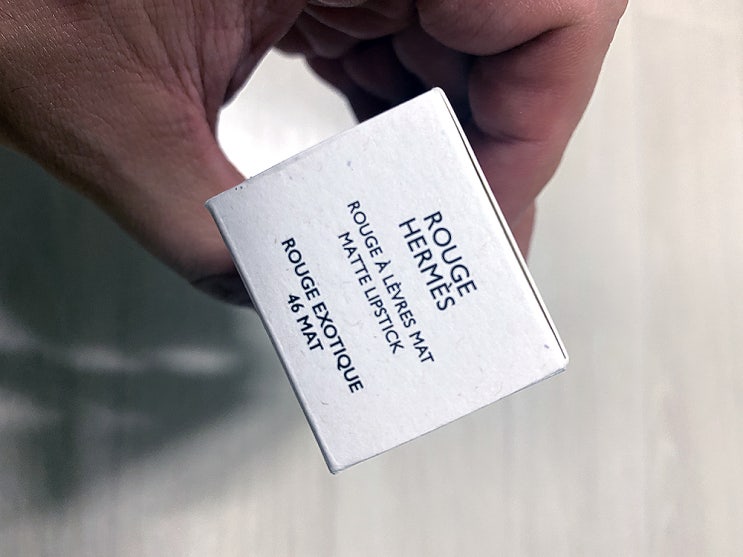 ROUGE
HERMÈS
ROUGE À LÈVRES MAT
MATTE LIPSTICK
ROUGE EXOTIQUE
46 MAT